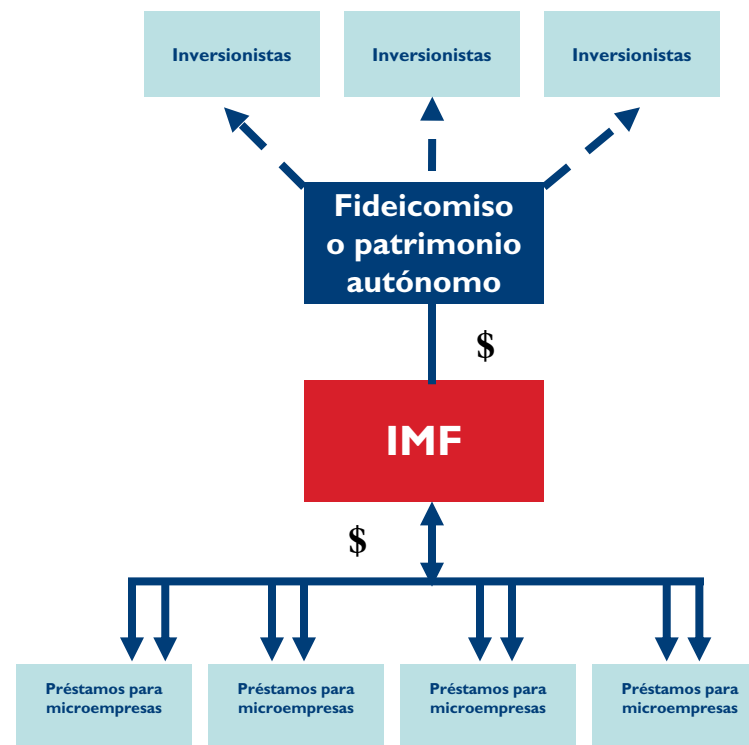 Inversionistas
Inversionistas
Inversionistas
Fideicomiso
o patrimonio
autónomo
$
IMF
$
Préstamos para
microempresas
Préstamos para
microempresas
Préstamos para
microempresas
Préstamos para
microempresas